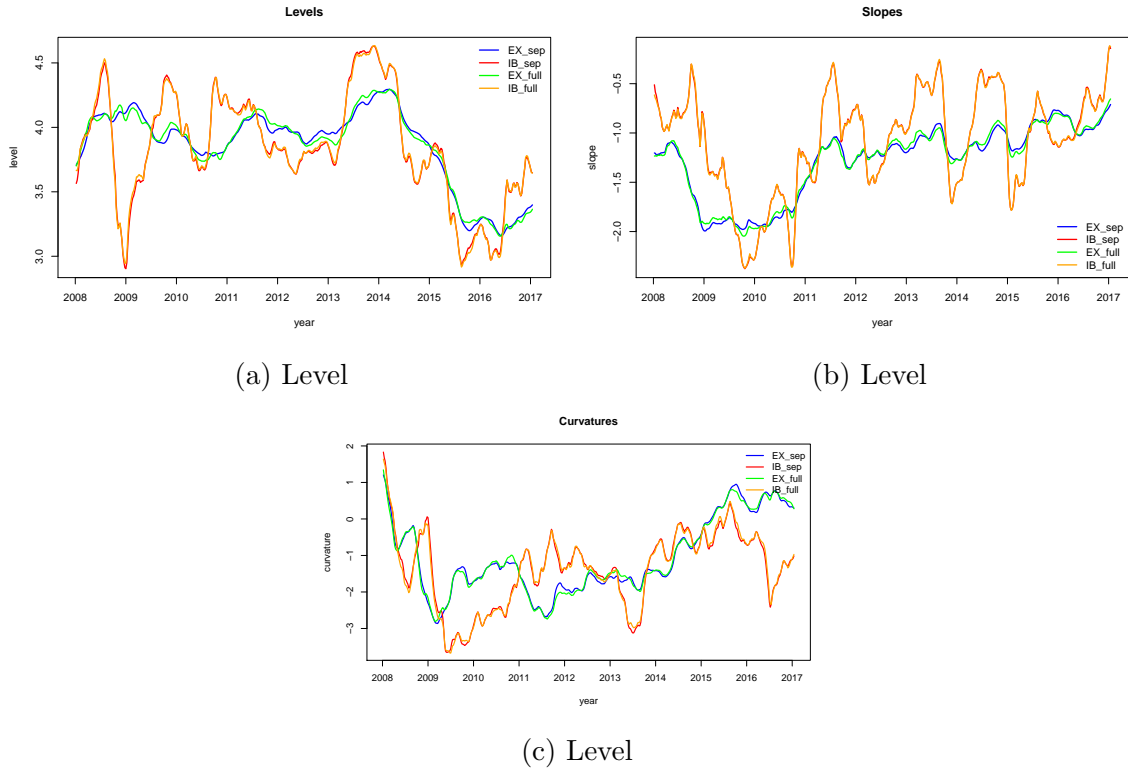 Levels
level
4.5
4.0
3.5
3.0
EX_sep
IB_sep
EX_full
IB_full
2008 2009 2010 2011 2012 2013 2014 2015 2016 2017
year
(a) Level
Slopes
slope
-0.5
-1.0
-1.5
-2.0
EX_sep
IB_sep
EX_full
IB_full
2008 2009 2010 2011 2012 2013 2014 2015 2016 2017
year
(b) Level
Curvatures
curvature
2
1
0
-1
-2
-3
EX_sep
IB_sep
EX_full
IB_full
2008 2009 2010 2011 2012 2013 2014 2015 2016 2017
year
(c) Level